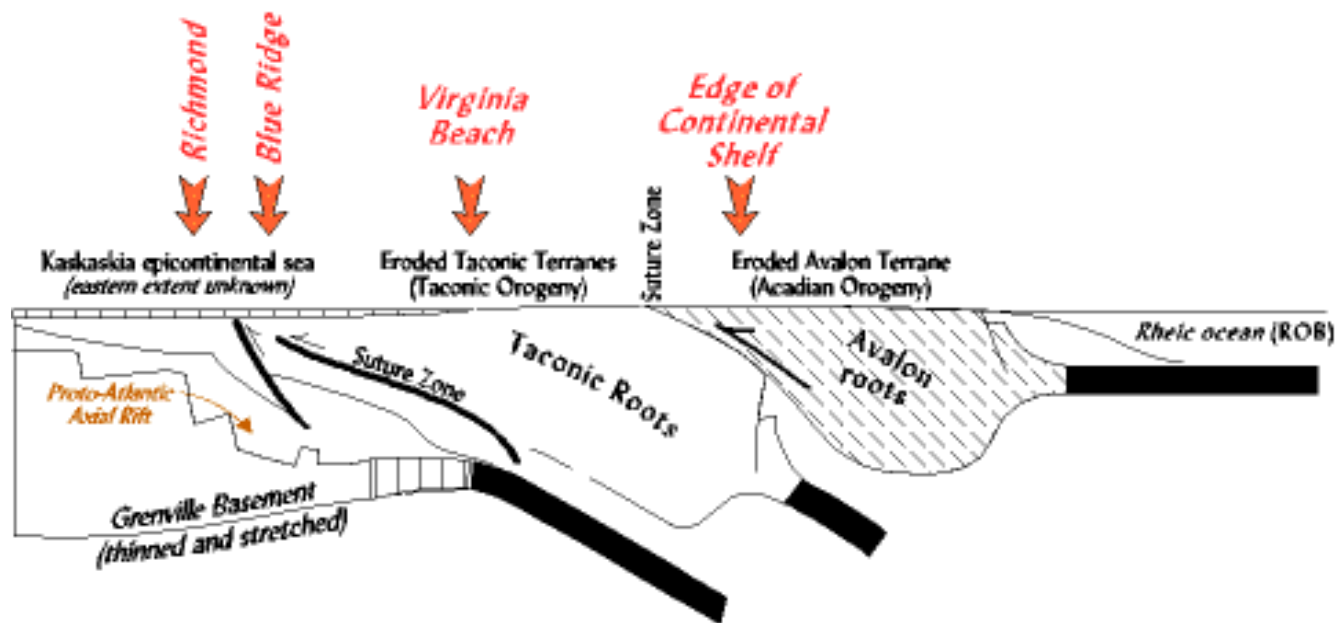 Richmond
Blue Ridge
Virginia
Beach
Edge of
Continental
Shelf
Kaskaskia epicontinental sea
(eastern extent unknown)
Eroded Taconic Terranes
(Taconic Orogeny)
Suture Zone
Eroded Avalon Terrane
(Acadian Orogeny)
Rheic ocean (ROB)
Suture Zone
Taconic Roots
Avalon
roots
Proto-Atlantic
Axial Rift
Grenville Basement
(thinned and stretched)